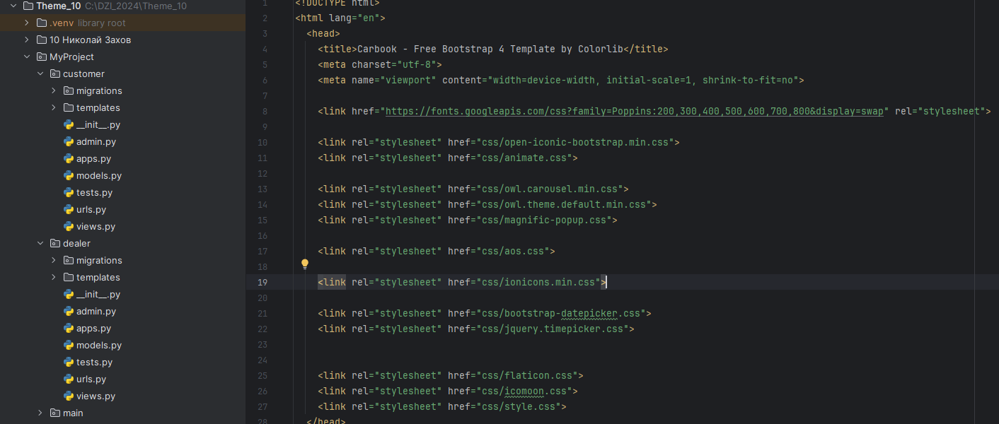 Theme_10 C:\DZI_2024\Theme_10
.venv library root
10 Николай Захов
MyProject
customer
migrations
templates
__init__.py
admin.py
apps.py
models.py
tests.py
urls.py
views.py
dealer
migrations
templates
__init__.py
admin.py
apps.py
models.py
tests.py
urls.py
views.py
main
1 <!DOCTYPE html>
2 <html lang="en">
3 <head>
4 <title>Carbook - Free Bootstrap 4 Template by Colorlib</title>
5 <meta charset="utf-8">
6 <meta name="viewport" content="width=device-width, initial-scale=1, shrink-to-fit=no">
7
8 <link href="https://fonts.googleapis.com/css?family=Poppins:200,300,400,500,600,700,800&display=swap" rel="stylesheet">
9
10 <link rel="stylesheet" href="css/open-iconic-bootstrap.min.css">
11 <link rel="stylesheet" href="css/animate.css">
12
13 <link rel="stylesheet" href="css/owl.carousel.min.css">
14 <link rel="stylesheet" href="css/owl.theme.default.min.css">
15 <link rel="stylesheet" href="css/magnific-popup.css">
16
17 <link rel="stylesheet" href="css/aos.css">
18
19 <link rel="stylesheet" href="css/ionicons.min.css">
20
21 <link rel="stylesheet" href="css/bootstrap-datepicker.css">
22 <link rel="stylesheet" href="css/jquery.timepicker.css">
23
24
25 <link rel="stylesheet" href="css/flaticon.css">
26 <link rel="stylesheet" href="css/icomoon.css">
27 <link rel="stylesheet" href="css/style.css">
28 </head>